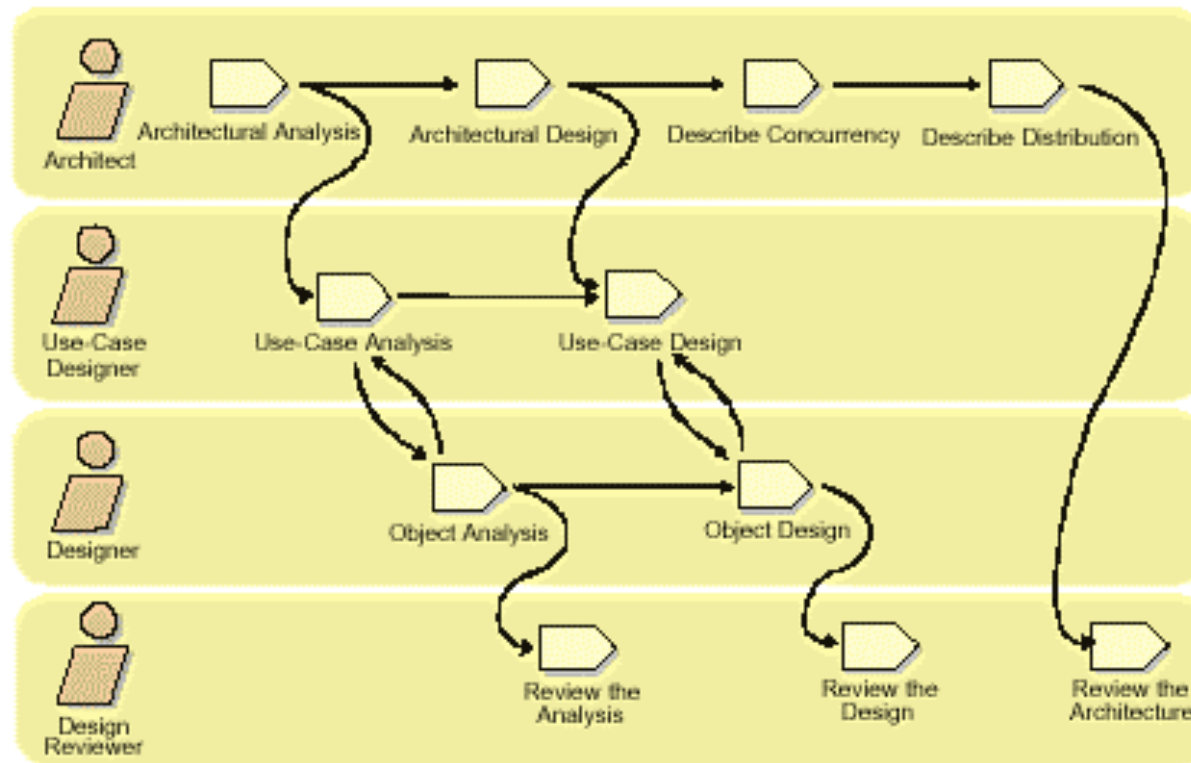 Architectural Analysis
Architectural Design
Describe Concurrency
Describe Distribution
Architect
Use-Case
Designer
Use-Case Analysis
Use-Case Design
Designer
Object Analysis
Object Design
Design
Reviewer
Review the
Analysis
Review the
Design
Review the
Architecture